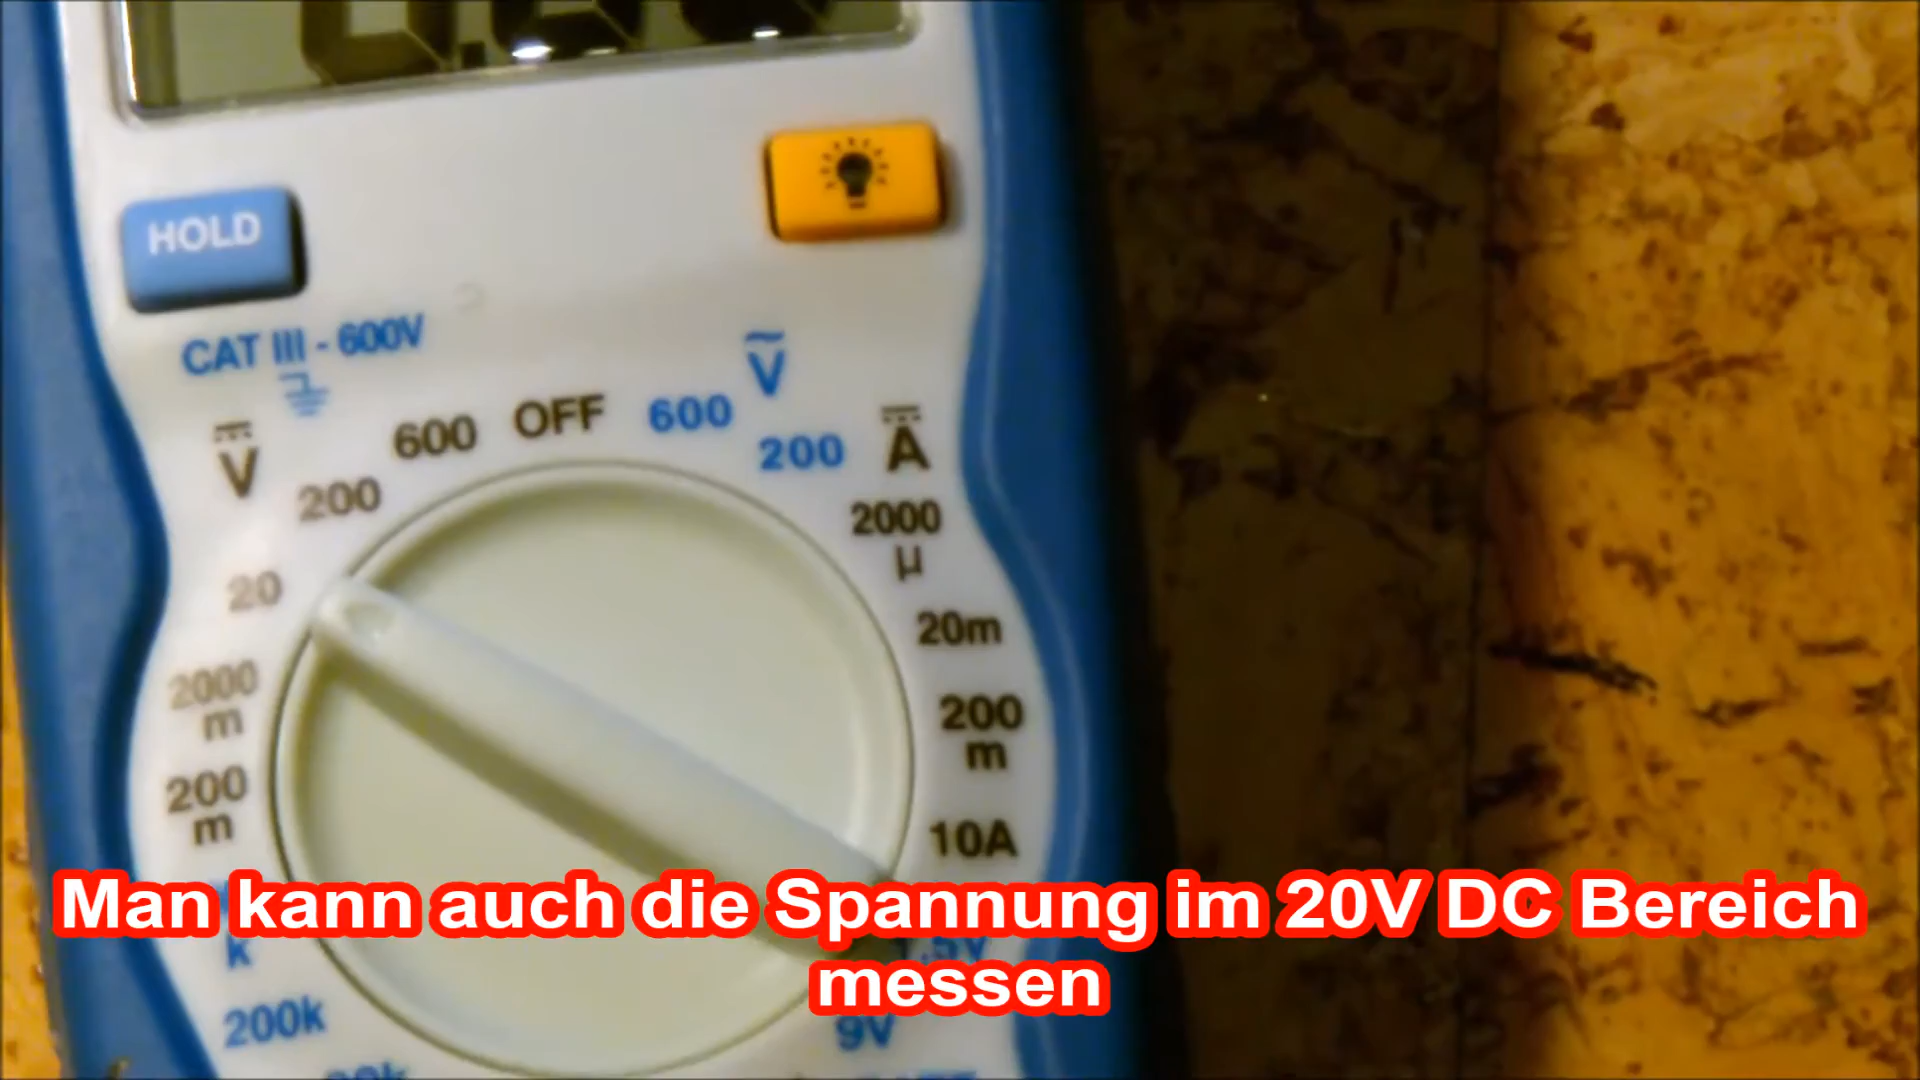 HOLD
CAT III - 600V
V
600
OFF
600
V
200
200
A
20
2000
µ
2000
m
20m
200
m
200
m
10A
k
200k
9V
Man kann auch die Spannung im 20V DC Bereich
messen